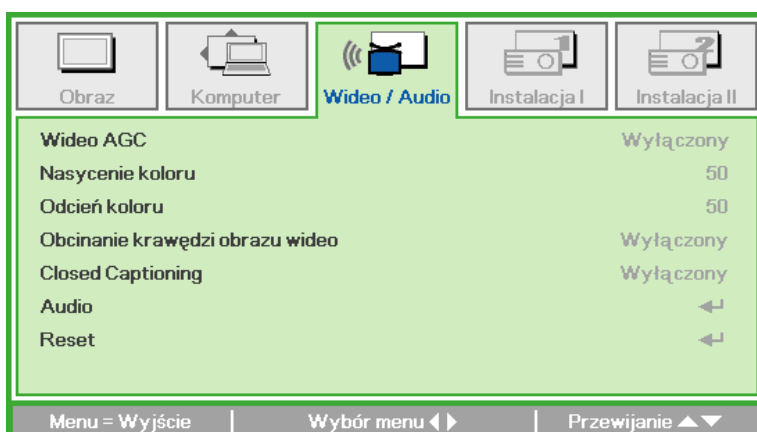 Obraz
Komputer
Wideo / Audio
Instalacja I
Instalacja II
Wideo AGC Wyłączony
Nasycenie koloru 50
Odcień koloru 50
Obcinanie krawędzi obrazu wideo Wyłączony
Closed Captioning Wyłączony
Audio
Reset
Menu = Wyjście Wybór menu Przewijanie